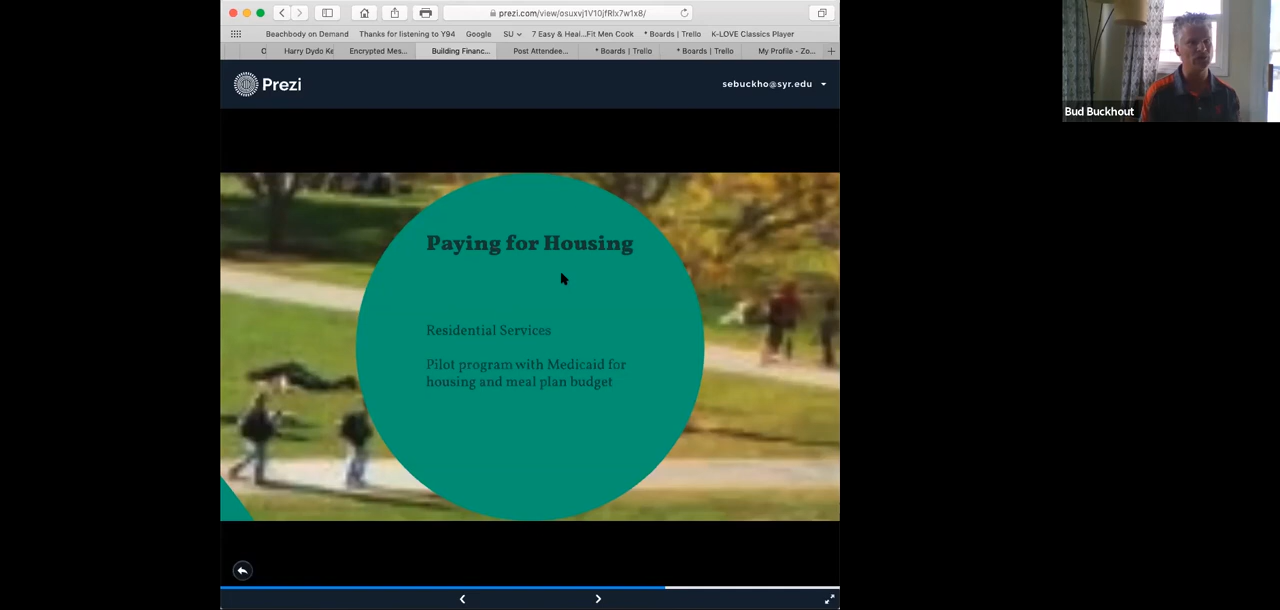 prezi.com/view/osuxvj1V10jfRlx7w1x8/
Beachbody on Demand Thanks for listening to Y94 Google SU 7 Easy & Heal...Fit Men Cook * Boards | Trello K-LOVE Classics Player
Harry Dydo Ke Encrypted Mes... Building Financ... Post Attendee... * Boards | Trello * Boards | Trello My Profile - Zo...
Prezi
sebuckho@syr.edu
Bud Buckhout
Paying for Housing
Residential Services
Pilot program with Medicaid for
housing and meal plan budget